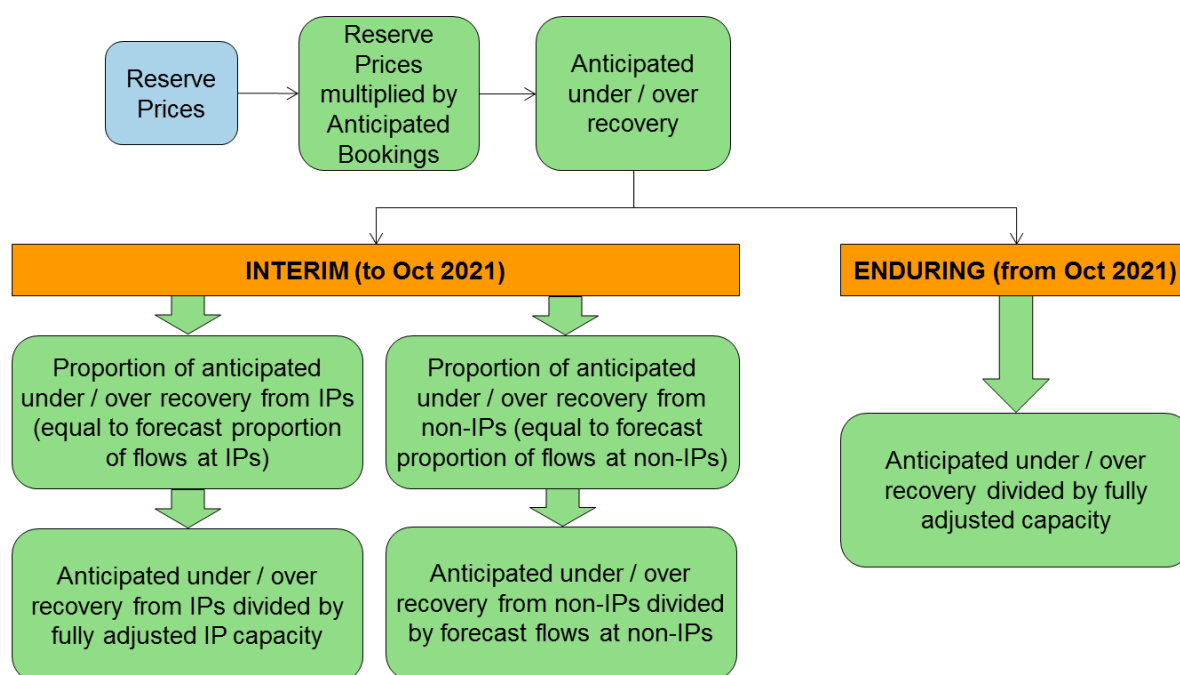 Reserve
Prices
Reserve
Prices
multiplied by
Anticipated
Bookings
Anticipated
under / over
recovery
INTERIM (to Oct 2021)
ENDURING (from Oct 2021)
Proportion of anticipated
under / over recovery from IPs
(equal to forecast proportion
of flows at IPs)
Proportion of anticipated
under / over recovery from
non-IPs (equal to forecast
proportion of flows at non-IPs)
Anticipated under / over
recovery divided by fully
adjusted capacity
Anticipated under / over
recovery from IPs divided by
fully adjusted IP capacity
Anticipated under / over
recovery from non-IPs divided
by forecast flows at non-IPs